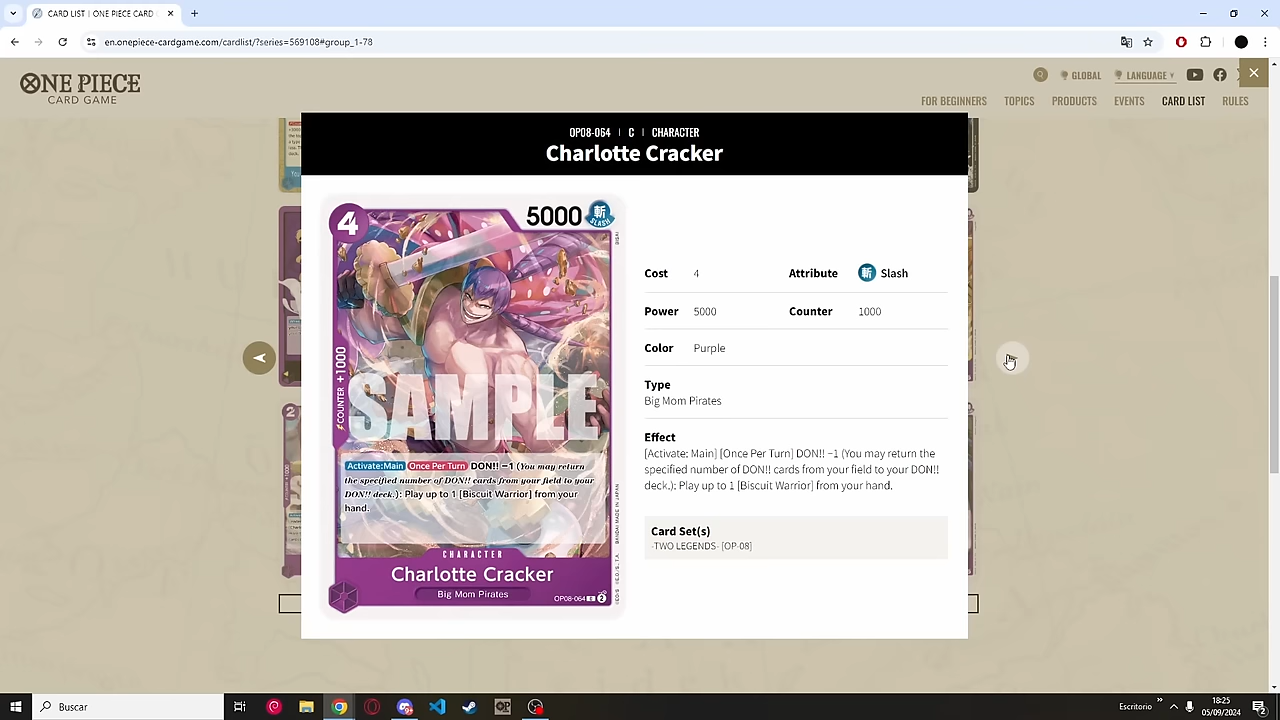 CARD LIST | ONE PIECE CARD
en.onepiece-cardgame.com/cardlist/?series=569108#group_1-78
ONE PIECE
CARD GAME
GLOBAL
LANGUAGE
FOR BEGINNERS
TOPICS
PRODUCTS
EVENTS
CARD LIST
RULES
OP08-064 | C | CHARACTER
Charlotte Cracker
4
5000
斬
SLASH
COUNTER +1000
SAMPLE
Activate:Main Once Per Turn DON!! −1 (You may return
the specified number of DON!! cards from your field to your
DON!! deck.): Play up to 1 [Biscuit Warrior] from your
hand.
CHARACTER
Charlotte Cracker
Big Mom Pirates
OP08-064 C 2
Cost 4
Attribute 斬 Slash
Power 5000
Counter 1000
Color Purple
Type
Big Mom Pirates
Effect
[Activate: Main] [Once Per Turn] DON!! −1 (You may return the
specified number of DON!! cards from your field to your DON!!
deck.): Play up to 1 [Biscuit Warrior] from your hand.
Card Set(s)
-TWO LEGENDS- [OP-08]
2
Buscar
OP
Escritorio
18:25
05/09/2024